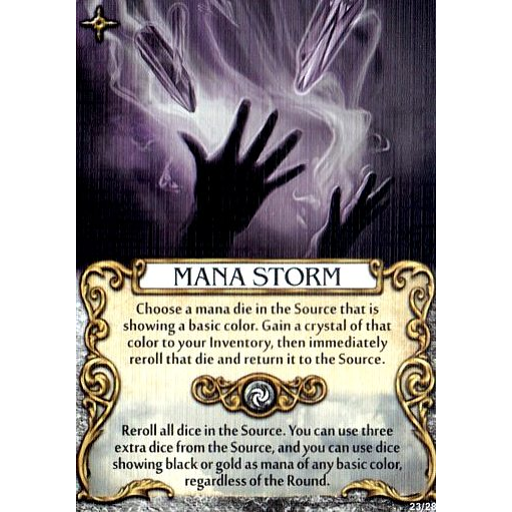 MANA STORM
Choose a mana die in the Source that is
showing a basic color. Gain a crystal of that
color to your Inventory, then immediately
reroll that die and return it to the Source.
Reroll all dice in the Source. You can use three
extra dice from the Source, and you can use dice
showing black or gold as mana of any basic color,
regardless of the Round.
23/28